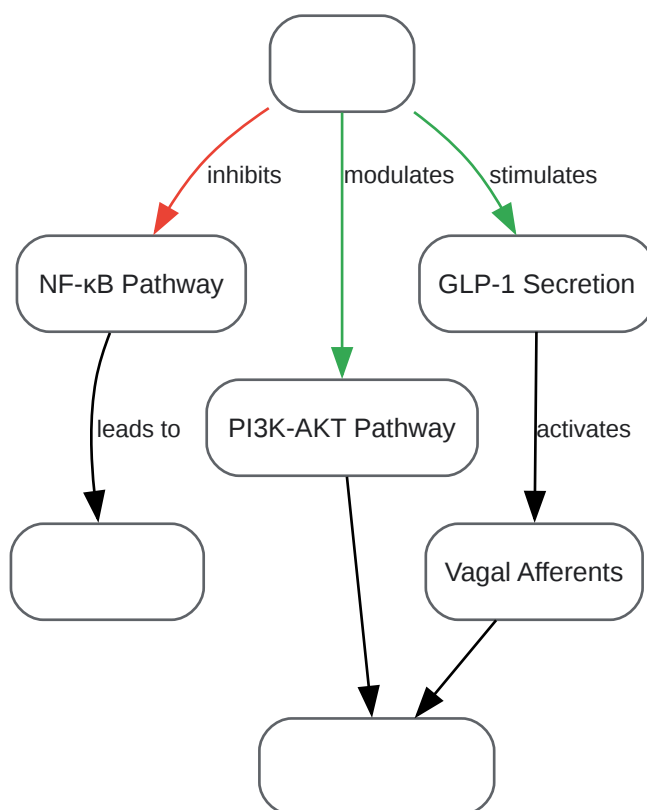 inhibits
modulates
stimulates
NF-κB Pathway
GLP-1 Secretion
leads to
PI3K-AKT Pathway
activates
Vagal Afferents